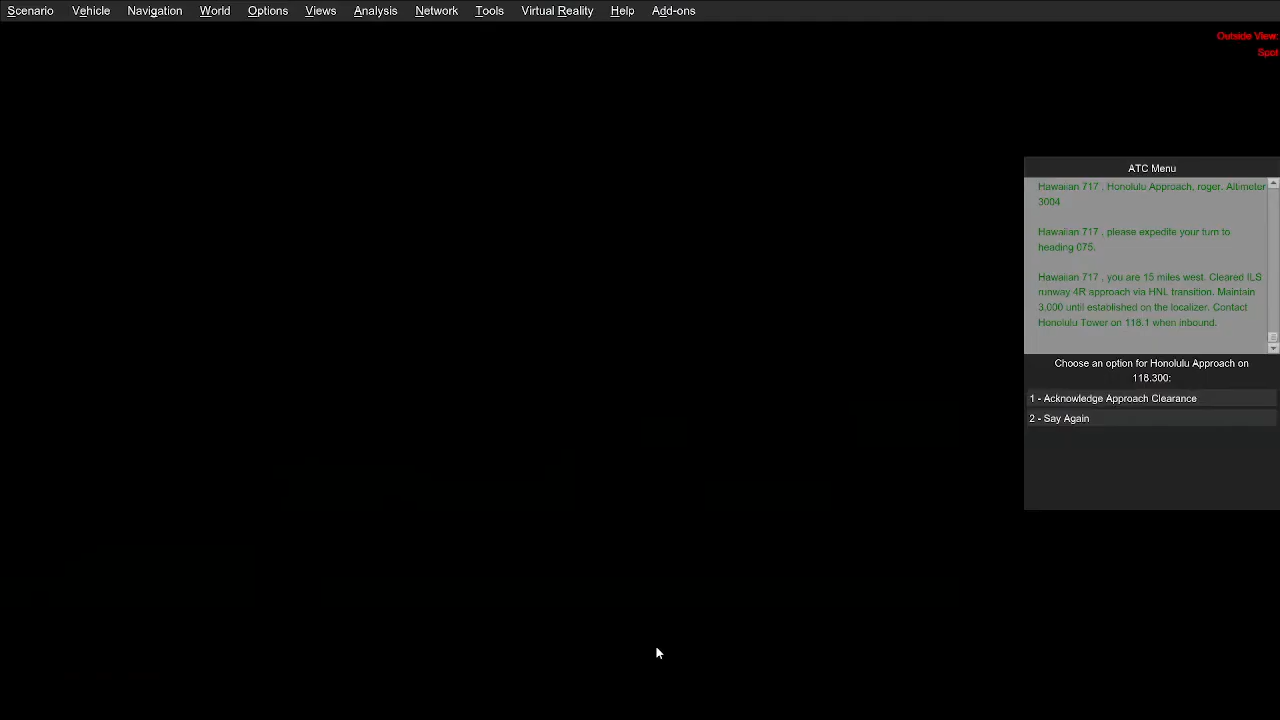 Scenario Vehicle Navigation World Options Views Analysis Network Tools Virtual Reality Help Add-ons
Outside View:
Spot
ATC Menu
Hawaiian 717 , Honolulu Approach, roger. Altimeter
3004
Hawaiian 717 , please expedite your turn to
heading 075.
Hawaiian 717 , you are 15 miles west. Cleared ILS
runway 4R approach via HNL transition. Maintain
3,000 until established on the localizer. Contact
Honolulu Tower on 118.1 when inbound.
Choose an option for Honolulu Approach on
118.300:
1 - Acknowledge Approach Clearance
2 - Say Again